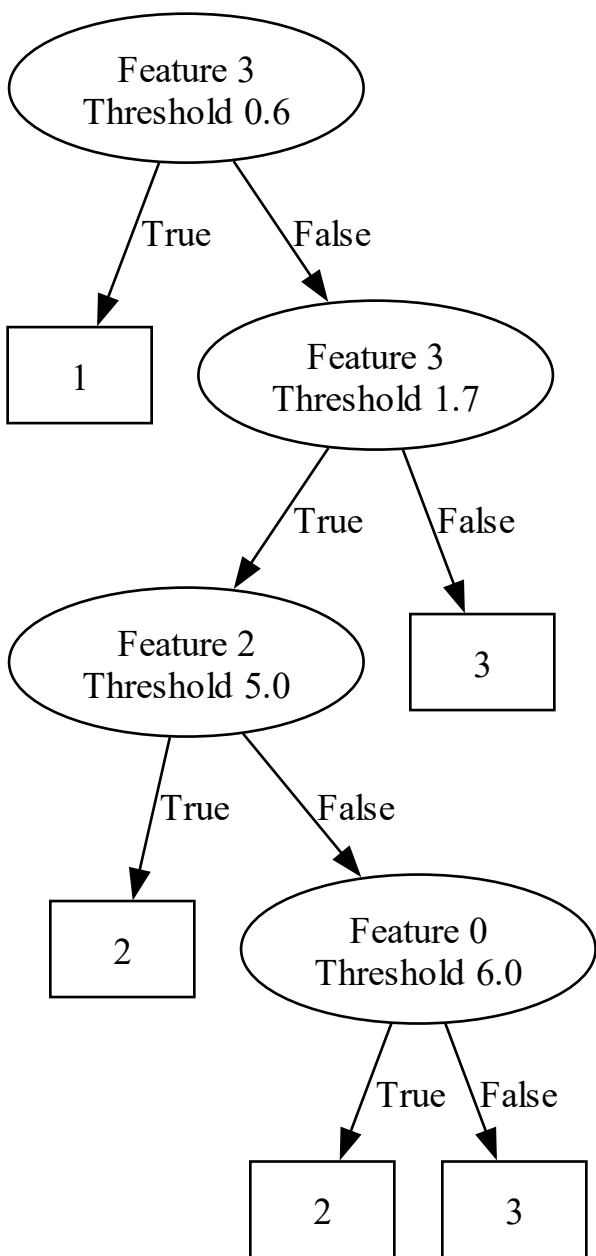 Feature 3
Threshold 0.6
True
False
1
Feature 3
Threshold 1.7
True
False
Feature 2
Threshold 5.0
3
True
False
2
Feature 0
Threshold 6.0
True
False
2
3